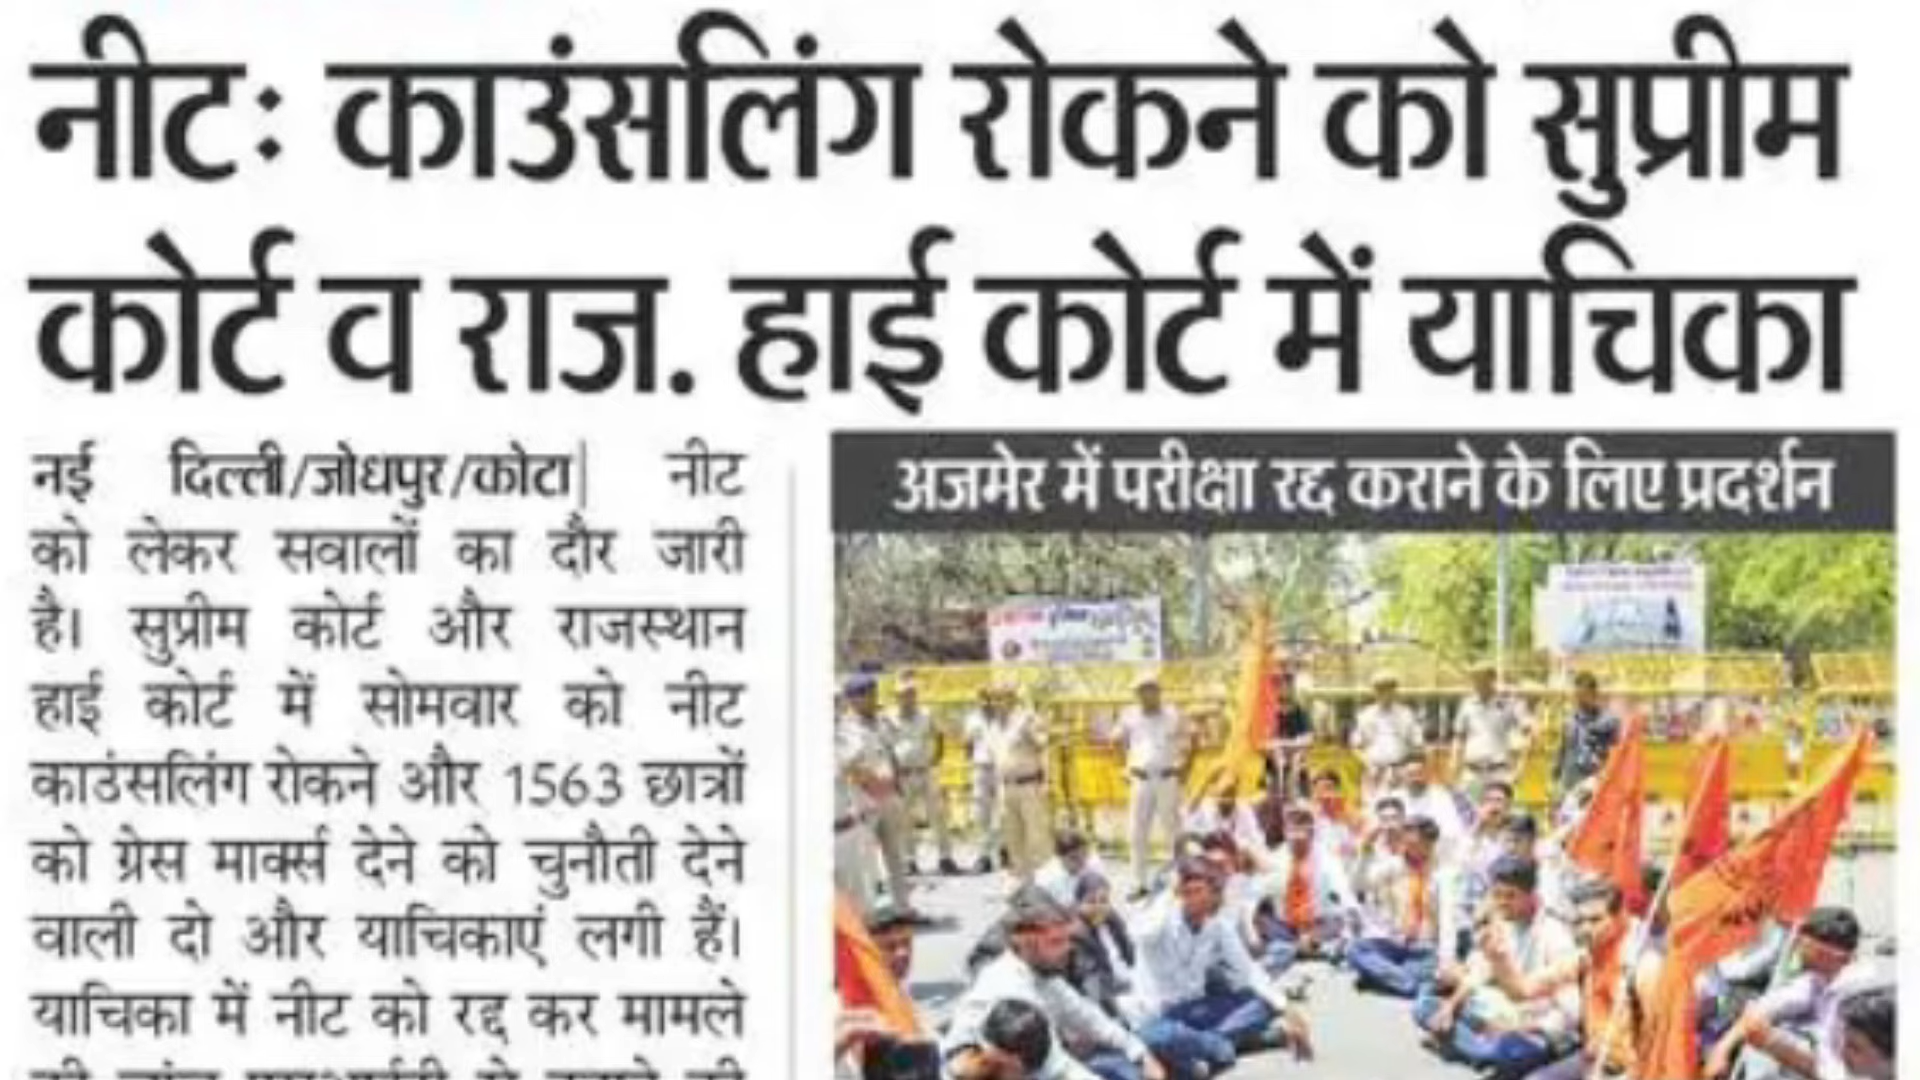 नीटः काउंसलिंग रोकने को सुप्रीम
कोर्ट व राज. हाई कोर्ट में याचिका
नई दिल्ली/जोधपुर/कोटा| नीट
को लेकर सवालों का दौर जारी
है। सुप्रीम कोर्ट और राजस्थान
हाई कोर्ट में सोमवार को नीट
काउंसलिंग रोकने और 1563 छात्रों
को ग्रेस मार्क्स देने को चुनौती देने
वाली दो और याचिकाएं लगी हैं।
याचिका में नीट को रद्द कर मामले
अजमेर में परीक्षा रद्द कराने के लिए प्रदर्शन